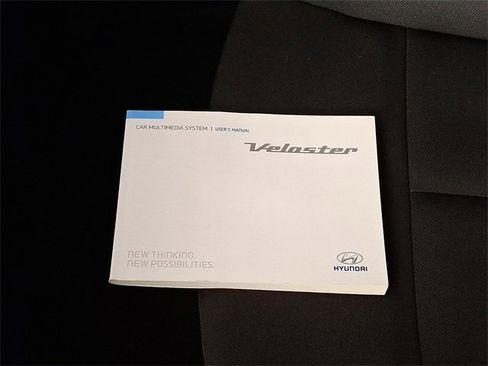 CAR MULTIMEDIA SYSTEM | USER'S MANUAL
Veloster
NEW THINKING.
NEW POSSIBILITIES.
HYUNDAI